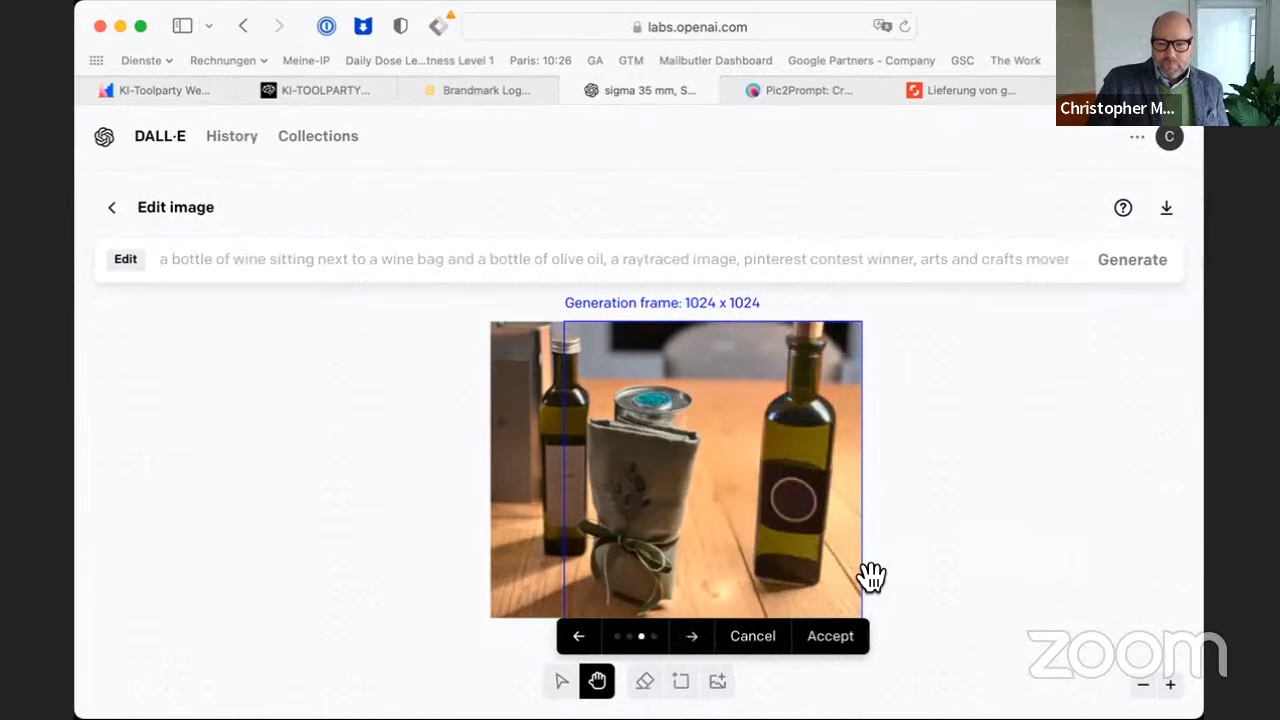 labs.openai.com
Dienste Rechnungen Meine-IP Daily Dose Le...tness Level 1 Paris: 10:26 GA GTM Mailbutler Dashboard Google Partners - Company GSC The Work
KI-Toolparty We... KI-TOOLPARTY... Brandmark Log... sigma 35 mm, S... Pic2Prompt: Cr... Lieferung von g...
Christopher M...
DALL·E History Collections
C
Edit image
Edit a bottle of wine sitting next to a wine bag and a bottle of olive oil, a raytraced image, pinterest contest winner, arts and crafts mover Generate
Generation frame: 1024 x 1024
Cancel Accept
zoom